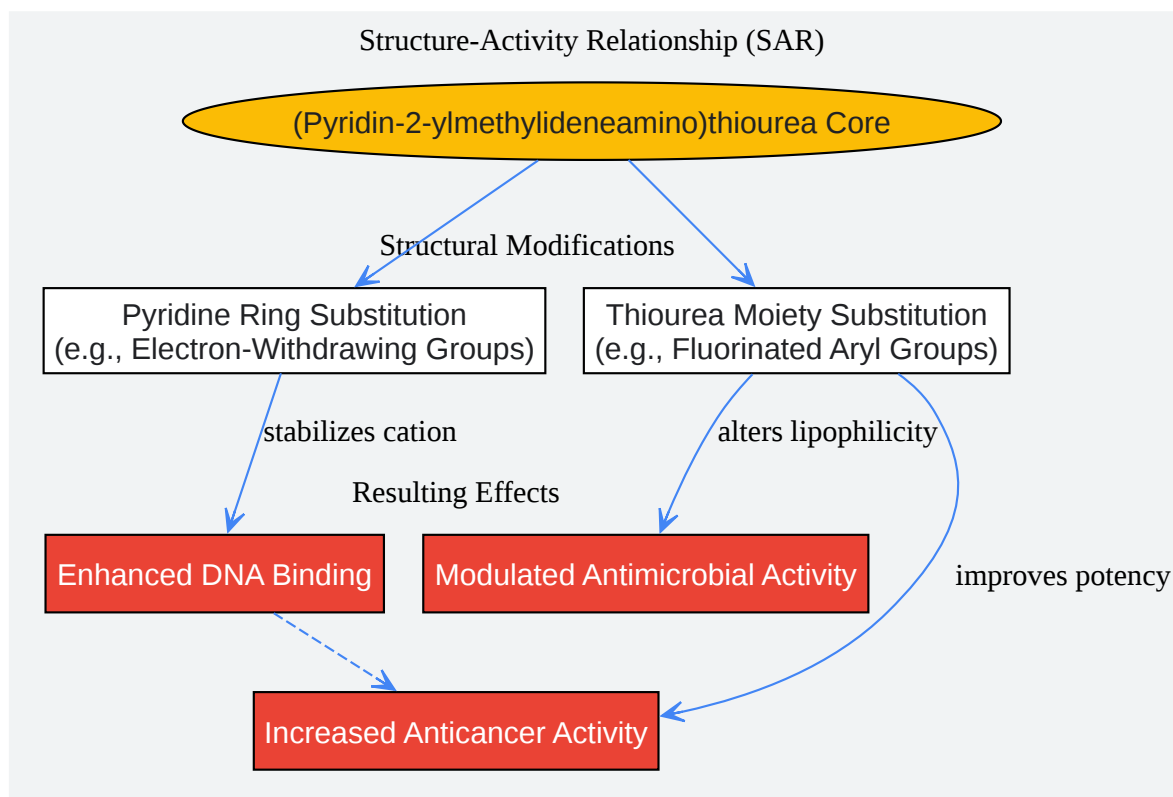 Structure-Activity Relationship (SAR)
(Pyridin-2-ylmethylideneamino)thiourea Core
Structural Modifications
Pyridine Ring Substitution
(e.g., Electron-Withdrawing Groups)
Thiourea Moiety Substitution
(e.g., Fluorinated Aryl Groups)
stabilizes cation
alters lipophilicity
Resulting Effects
Enhanced DNA Binding
Modulated Antimicrobial Activity
improves potency
Increased Anticancer Activity